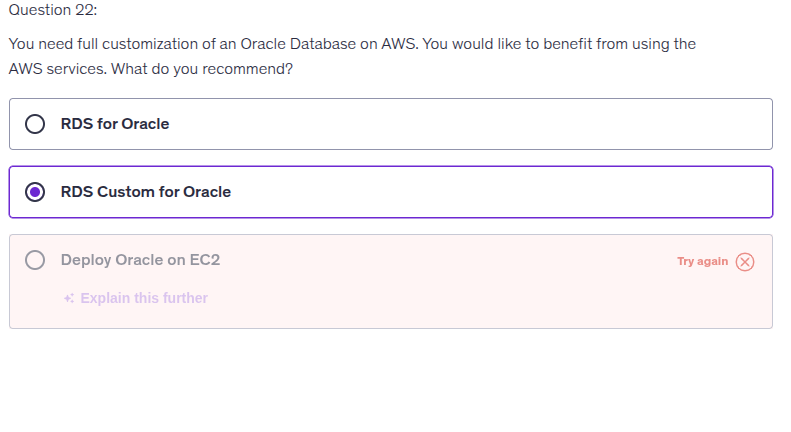 Question 22:
You need full customization of an Oracle Database on AWS. You would like to benefit from using the
AWS services. What do you recommend?
RDS for Oracle
RDS Custom for Oracle
Deploy Oracle on EC2
Try again
Explain this further